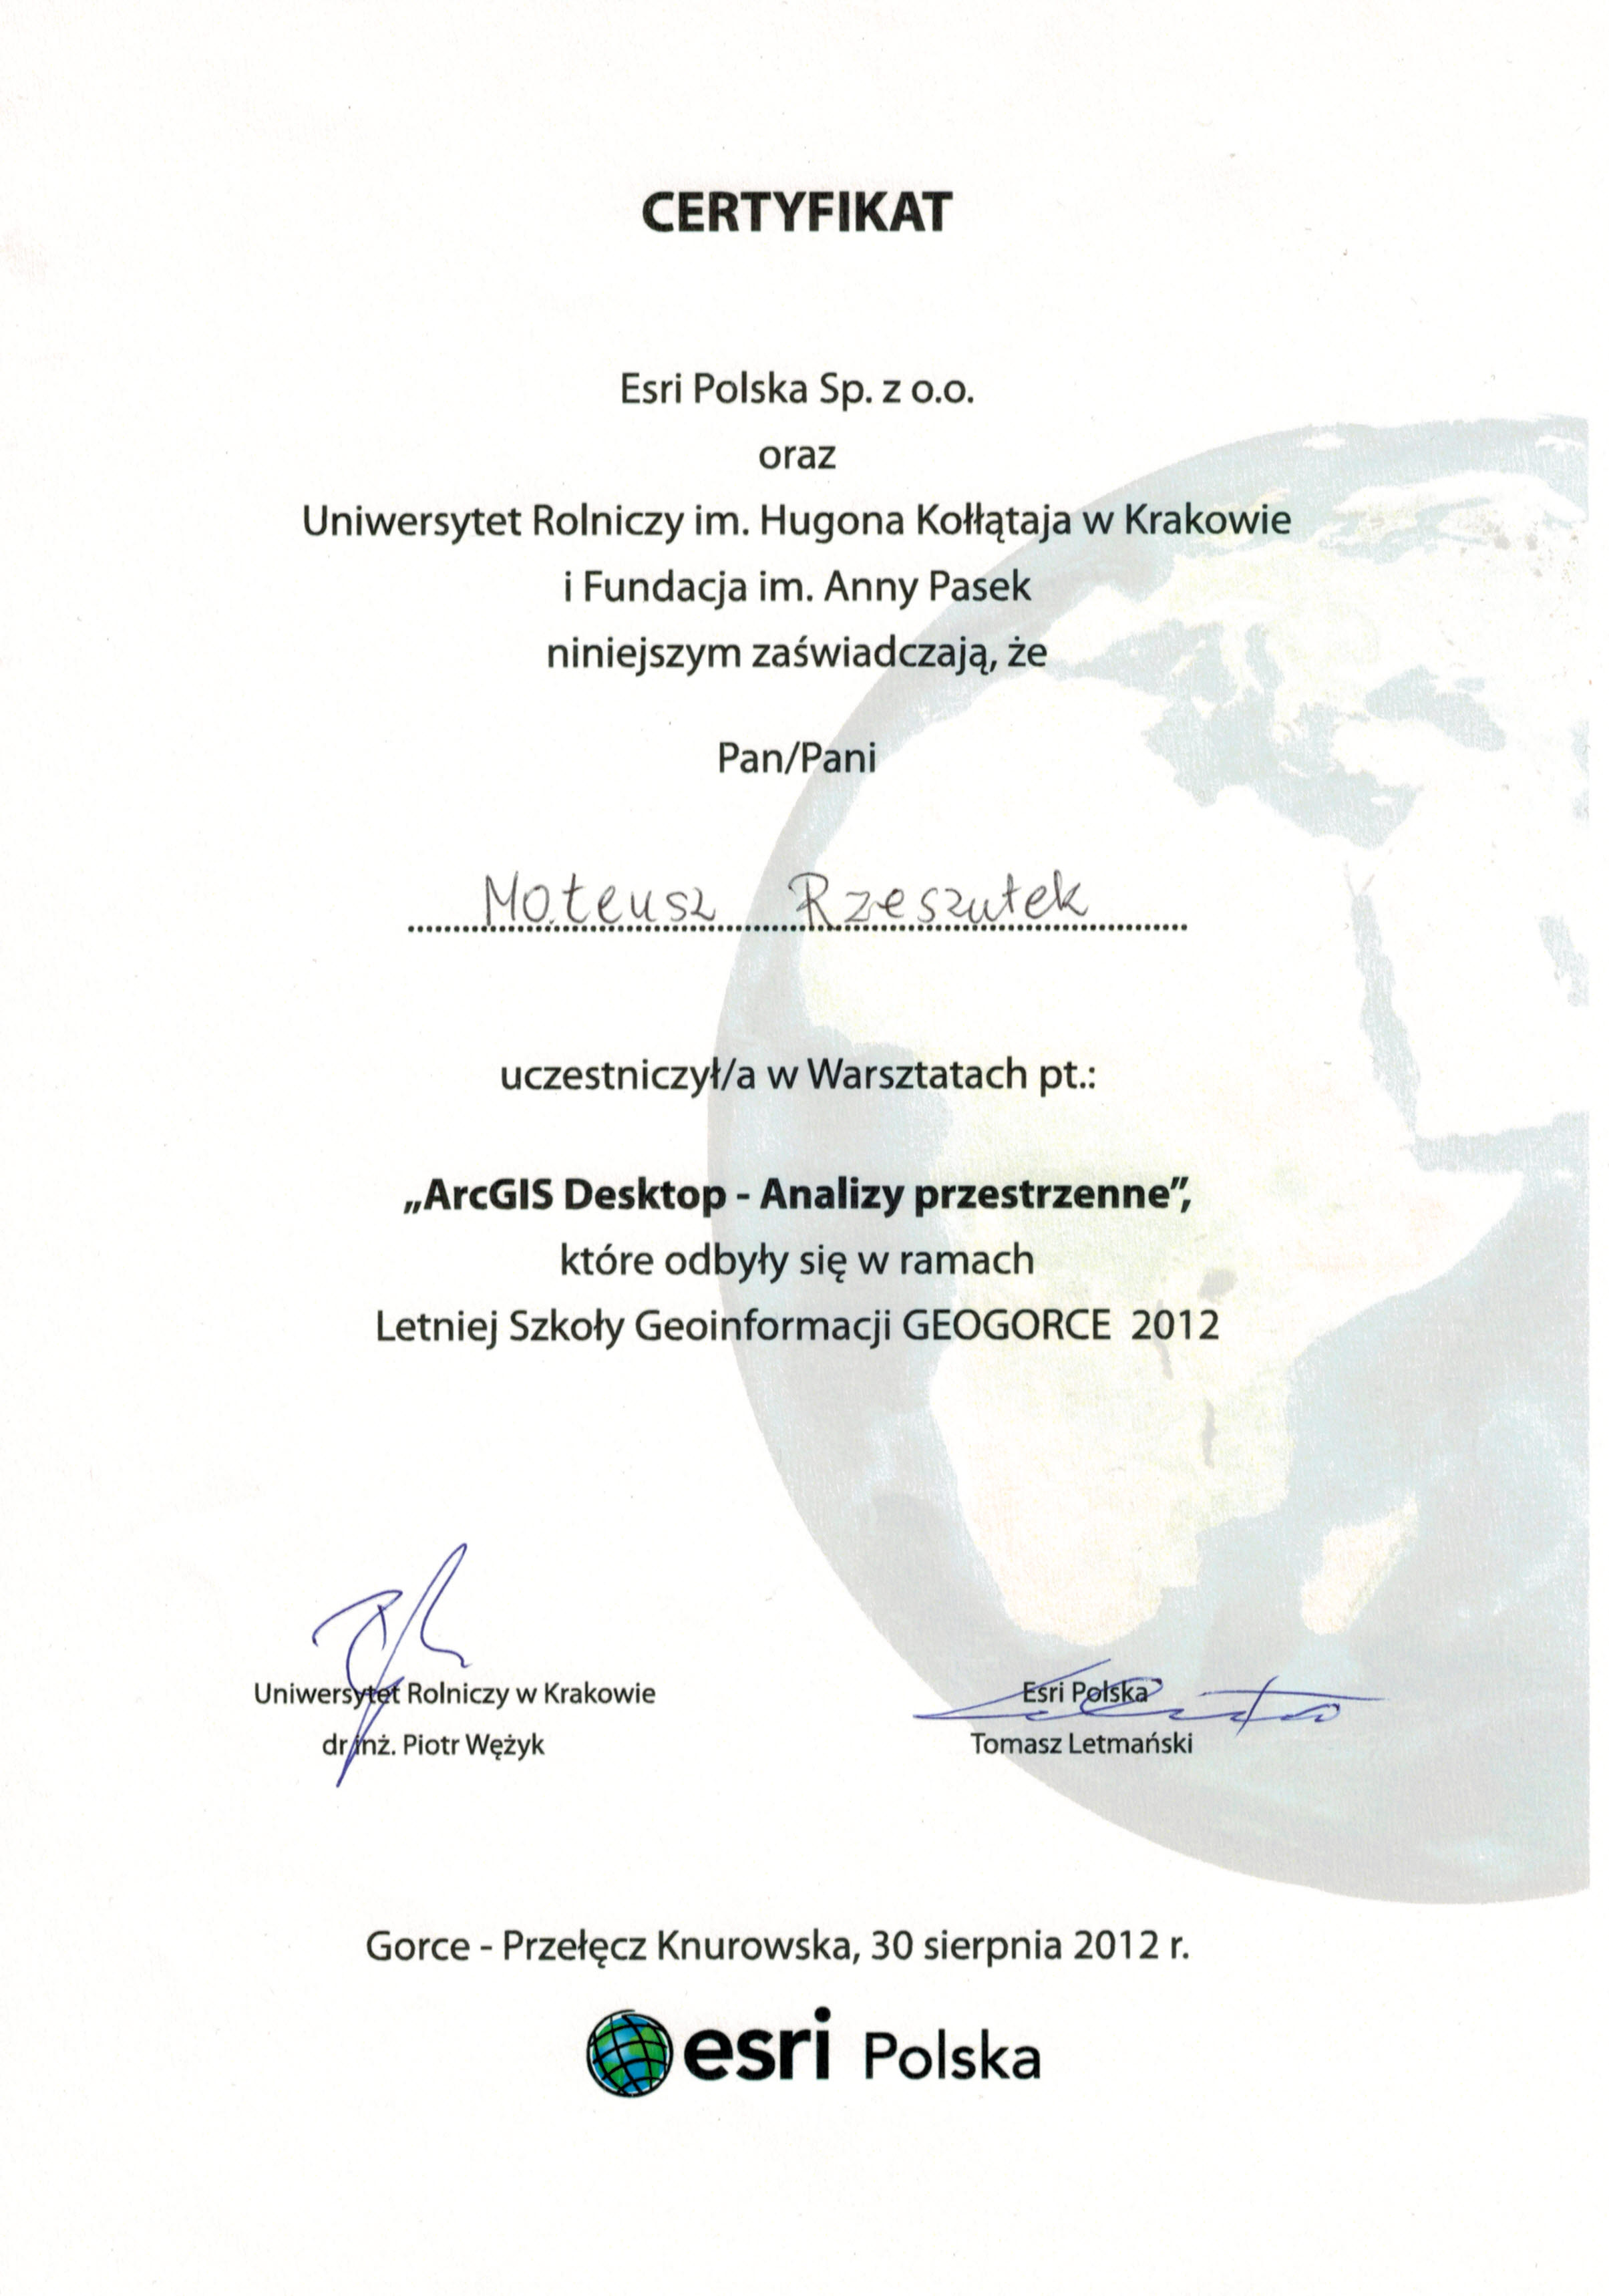 CERTYFIKAT
Esri Polska Sp. z o.o.
oraz
Uniwersytet Rolniczy im. Hugona Kołłątaja w Krakowie
i Fundacja im. Anny Pasek
niniejszym zaświadczają, że
Pan/Pani
Mateusz Rzeszutek
uczestniczył/a w Warsztatach pt.:
„ArcGIS Desktop - Analizy przestrzenne”,
które odbyły się w ramach
Letniej Szkoły Geoinformacji GEOGORCE 2012
Uniwersytet Rolniczy w Krakowie
dr inż. Piotr Wężyk
Esri Polska
Tomasz Letmański
Gorce - Przełęcz Knurowska, 30 sierpnia 2012 r.
esri Polska